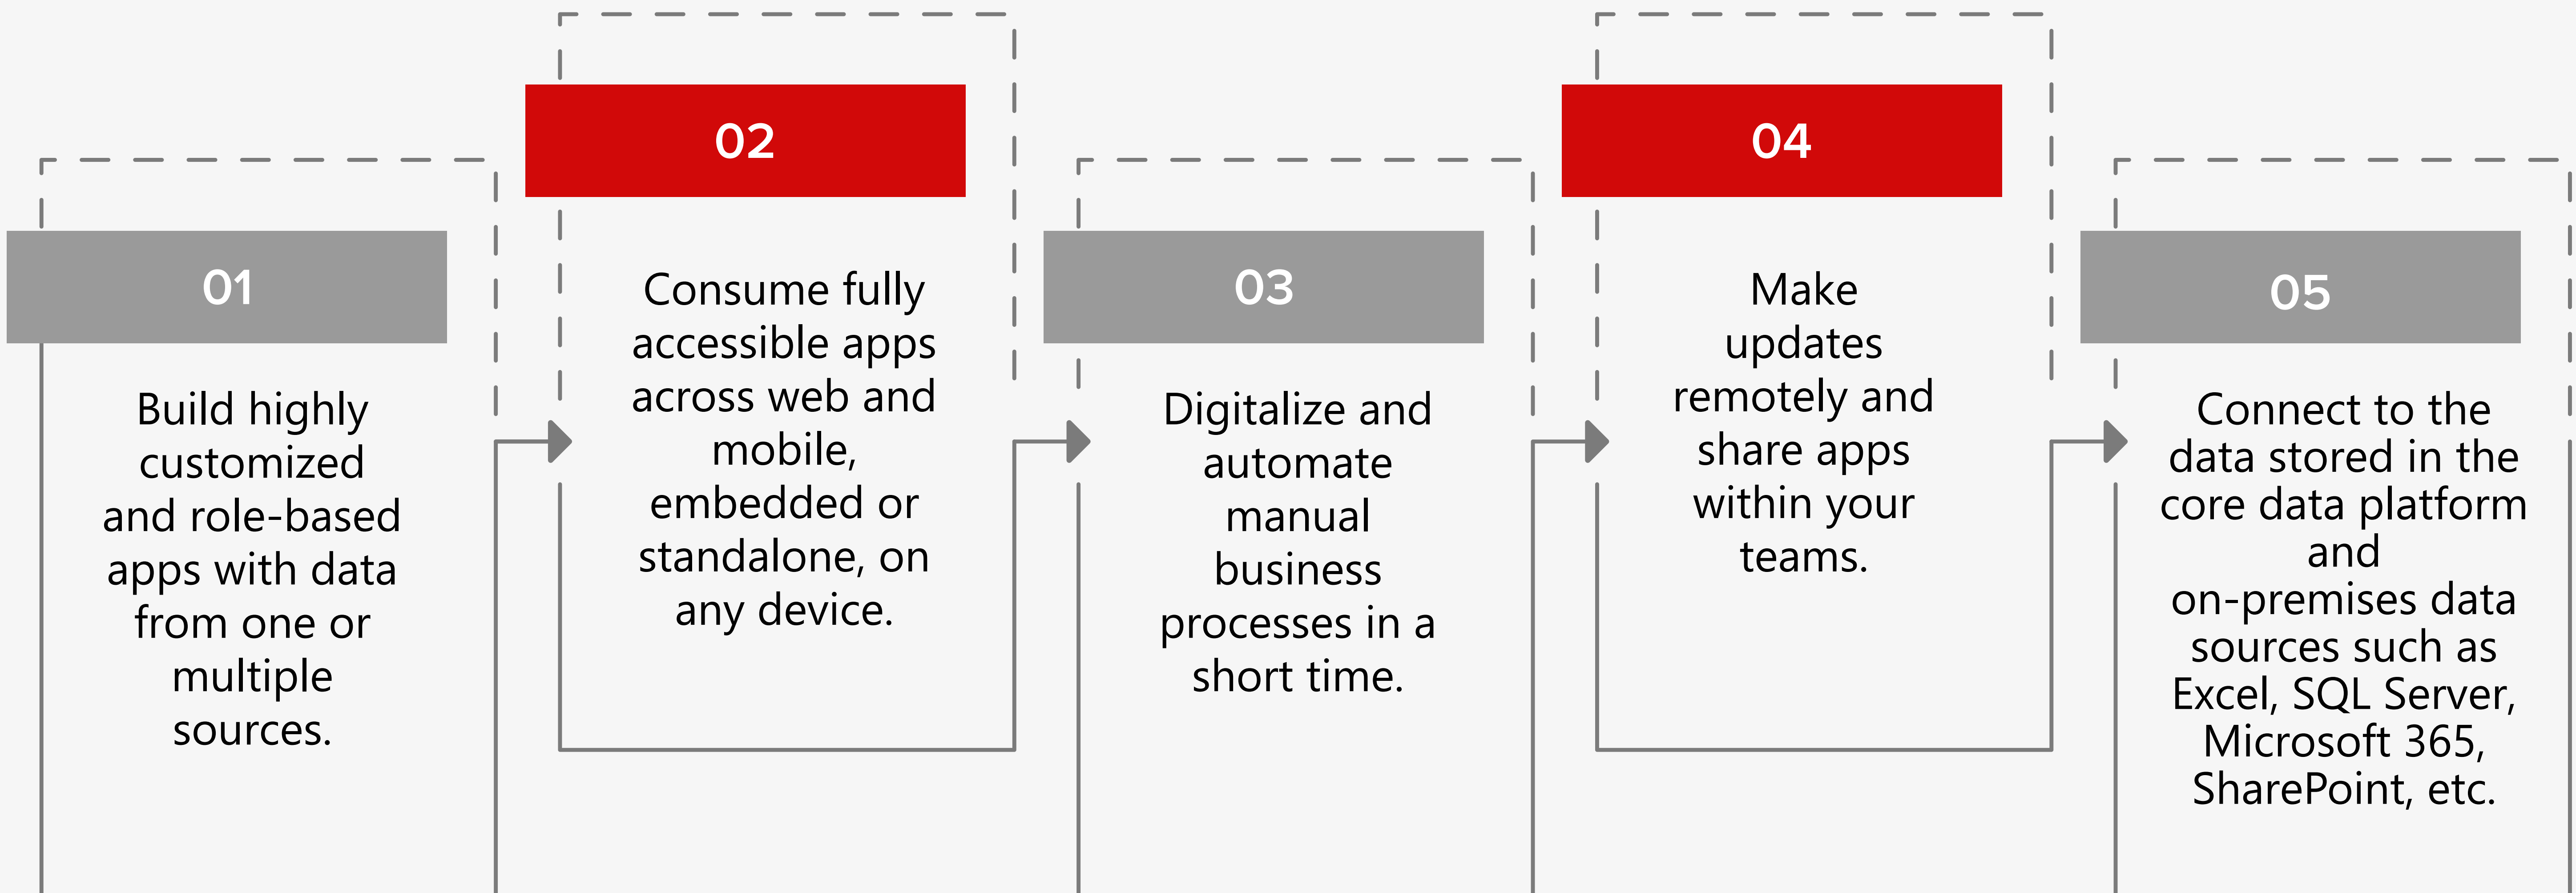 01
Build highly
customized
and role-based
apps with data
from one or
multiple
sources.
02
Consume fully
accessible apps
across web and
mobile,
embedded or
standalone, on
any device.
03
Digitalize and
automate
manual
business
processes in a
short time.
04
Make
updates
remotely and
share apps
within your
teams.
05
Connect to the
data stored in the
core data platform
and
on-premises data
sources such as
Excel, SQL Server,
Microsoft 365,
SharePoint, etc.